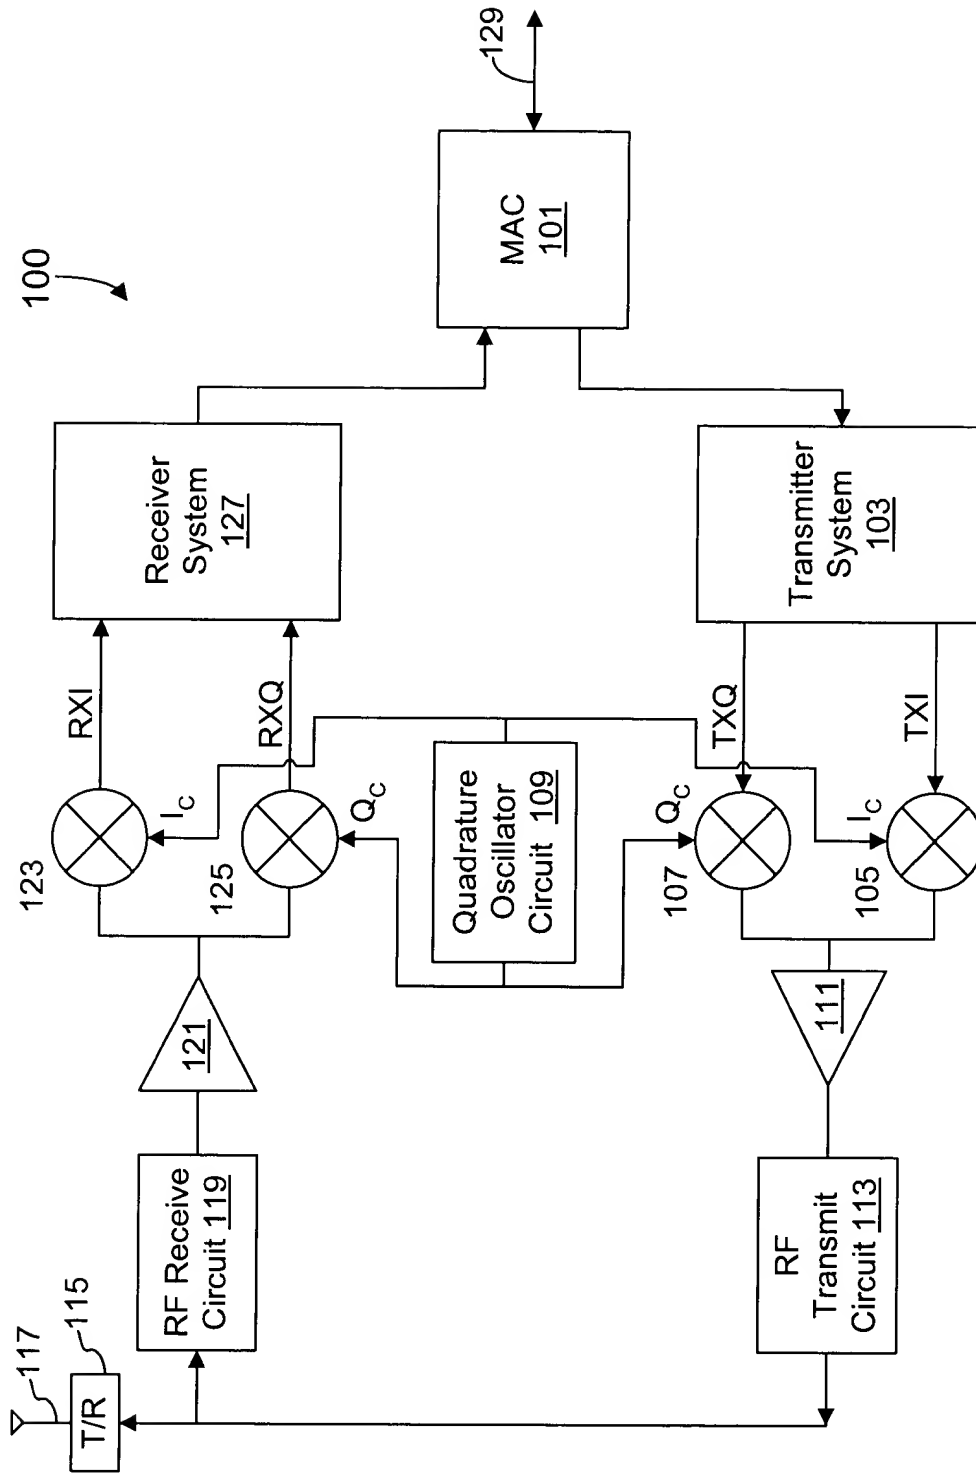 100
117
115
T/R
RF Receive
Circuit 119
121
123
125
I_C
Q_C
RXI
RXQ
Receiver
System
127
MAC
101
129
Quadrature
Oscillator
Circuit 109
Transmitter
System
103
TXQ
TXI
Q_C
I_C
107
105
111
RF
Transmit
Circuit 113